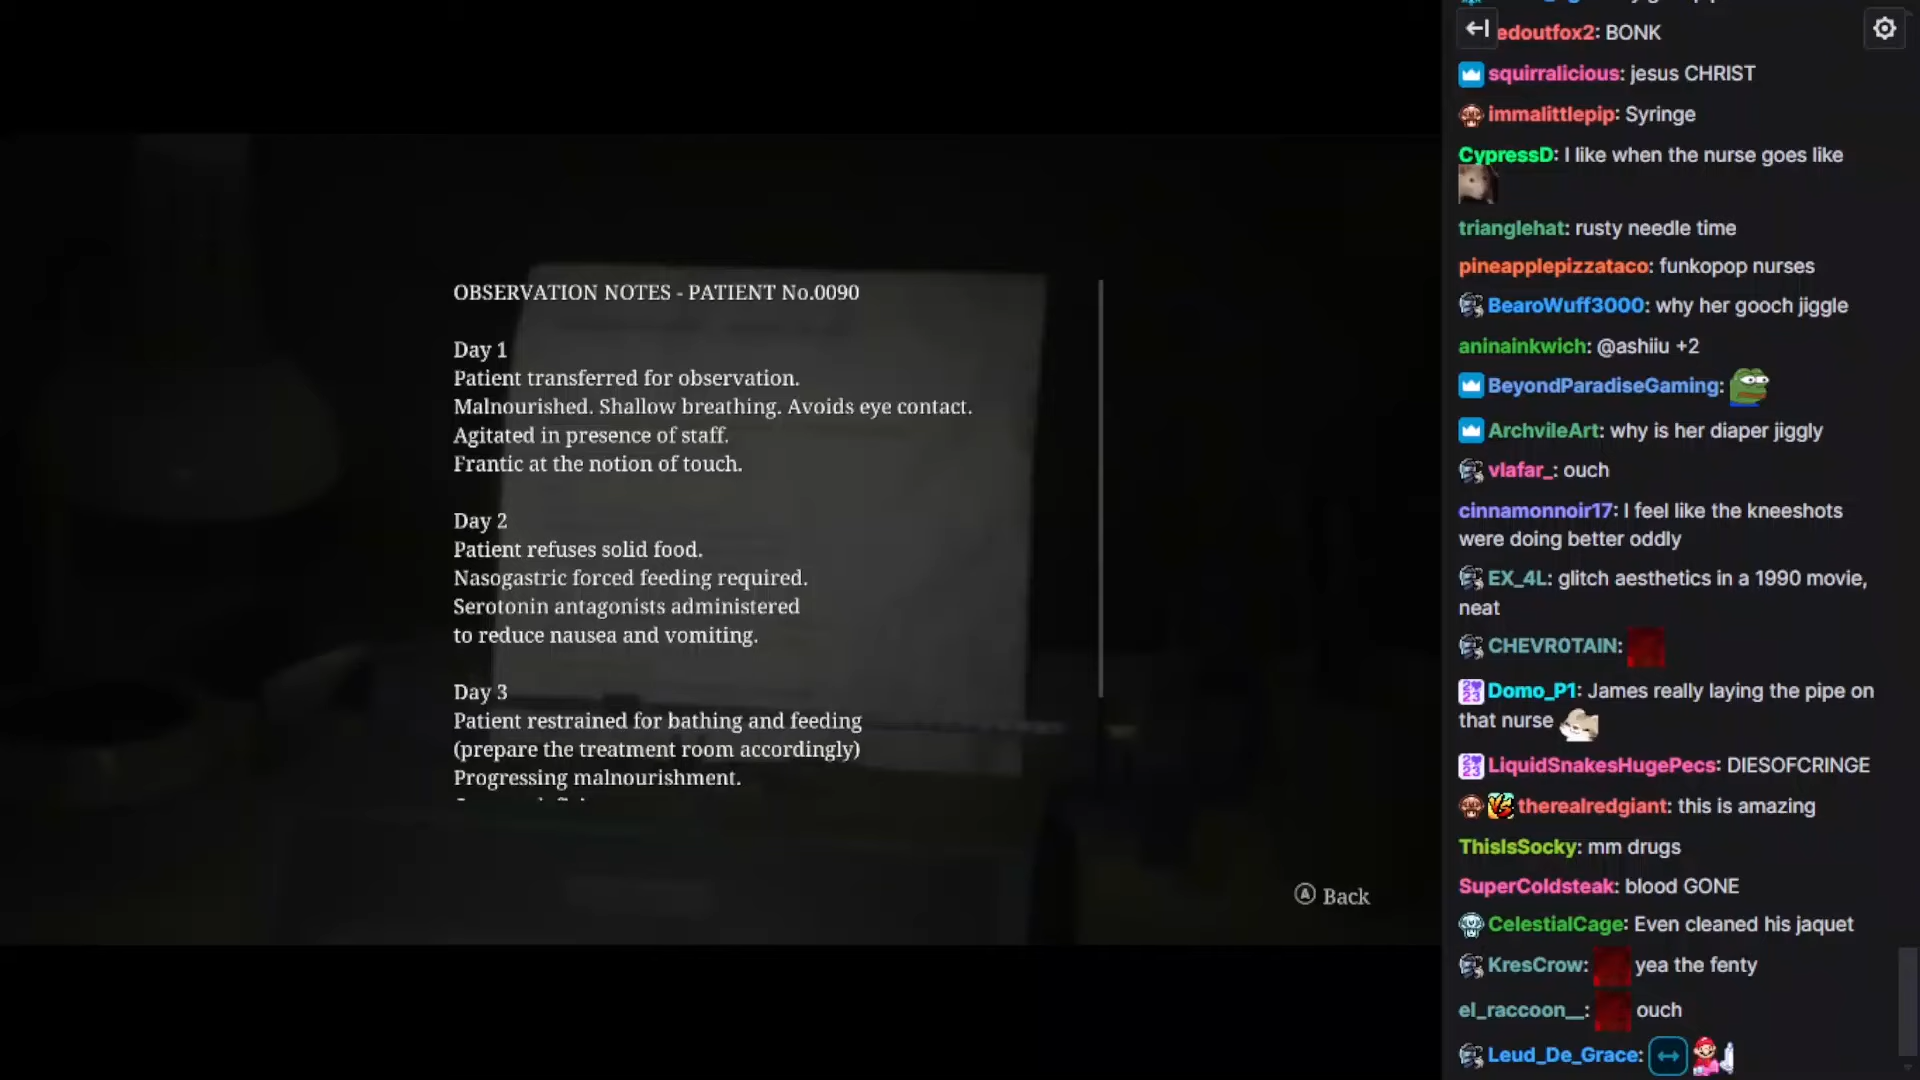 OBSERVATION NOTES - PATIENT No.0090
Day 1
Patient transferred for observation.
Malnourished. Shallow breathing. Avoids eye contact.
Agitated in presence of staff.
Frantic at the notion of touch.
Day 2
Patient refuses solid food.
Nasogastric forced feeding required.
Serotonin antagonists administered
to reduce nausea and vomiting.
Day 3
Patient restrained for bathing and feeding
(prepare the treatment room accordingly)
Progressing malnourishment.
A Back
edoutfox2: BONK
squirralicious: jesus CHRIST
immalittlepip: Syringe
CypressD: I like when the nurse goes like
trianglehat: rusty needle time
pineapplepizzataco: funkopop nurses
BearoWuff3000: why her gooch jiggle
aninainkwich: @ashiiu +2
BeyondParadiseGaming:
ArchvileArt: why is her diaper jiggly
vlafar_: ouch
cinnamonnoir17: I feel like the kneeshots
were doing better oddly
EX_4L: glitch aesthetics in a 1990 movie,
neat
CHEVR0TAIN:
Domo_P1: James really laying the pipe on
that nurse
LiquidSnakesHugePecs: DIESOFCRINGE
therealredgiant: this is amazing
ThisIsSocky: mm drugs
SuperColdsteak: blood GONE
CelestialCage: Even cleaned his jaquet
KresCrow: yea the fenty
el_raccoon__: ouch
Leud_De_Grace: